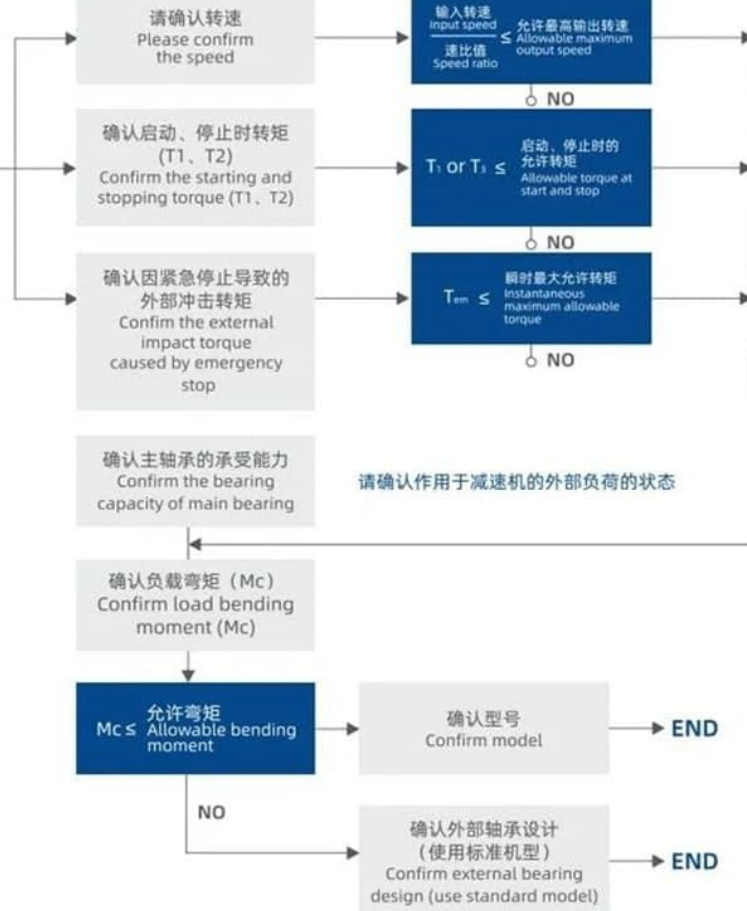 请确认转速
Please confirm
the speed
输入转速
Input speed
速比值
Speed ratio
≤
允许最高输出转速
Allowable maximum
output speed
NO
确认启动、停止时转矩
(T1、T2)
Confirm the starting and
stopping torque (T1、T2)
T₁ or T₃ ≤
启动、停止时的
允许转矩
Allowable torque at
start and stop
NO
确认因紧急停止导致的
外部冲击转矩
Confim the external
impact torque
caused by emergency
stop
Tem ≤
瞬时最大允许转矩
Instantaneous
maximum allowable
torque
NO
确认主轴承的承受能力
Confirm the bearing
capacity of main bearing
请确认作用于减速机的外部负荷的状态
确认负载弯矩（Mc）
Confirm load bending
moment (Mc)
Mc≤
允许弯矩
Allowable bending
moment
确认型号
Confirm model
END
NO
确认外部轴承设计
（使用标准机型）
Confirm external bearing
design (use standard model)
END